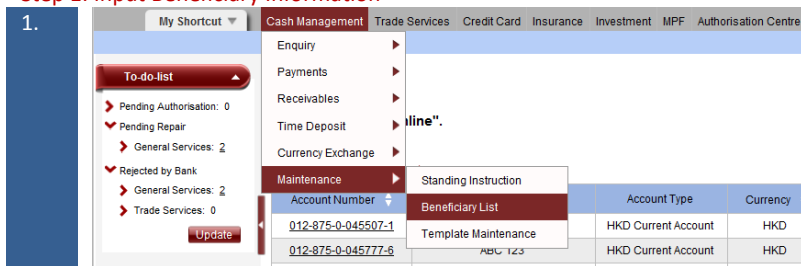 Step 1: Input Beneficiary Information
1.
My Shortcut
Cash Management Trade Services Credit Card Insurance Investment MPF Authorisation Centre
Enquiry
Payments
Receivables
Time Deposit
Currency Exchange
Maintenance
Standing Instruction
Beneficiary List
Template Maintenance
To-do-list
Pending Authorisation: 0
Pending Repair
General Services: 2
Rejected by Bank
General Services: 2
Trade Services: 0
Update
nline".
Account Number Account Type Currency
012-875-0-045507-1 HKD Current Account HKD
012-875-0-045777-6 ABC 123 HKD Current Account HKD